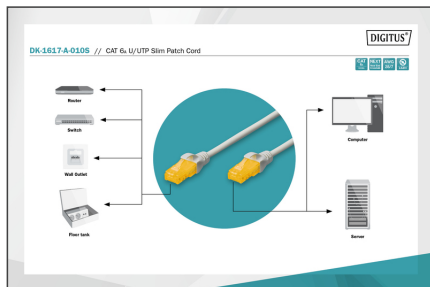 DIGITUS®
DK-1617-A-010S // CAT 6A U/UTP Slim Patch Cord
Router
Switch
Wall Outlet
Floor tank
Computer
Server